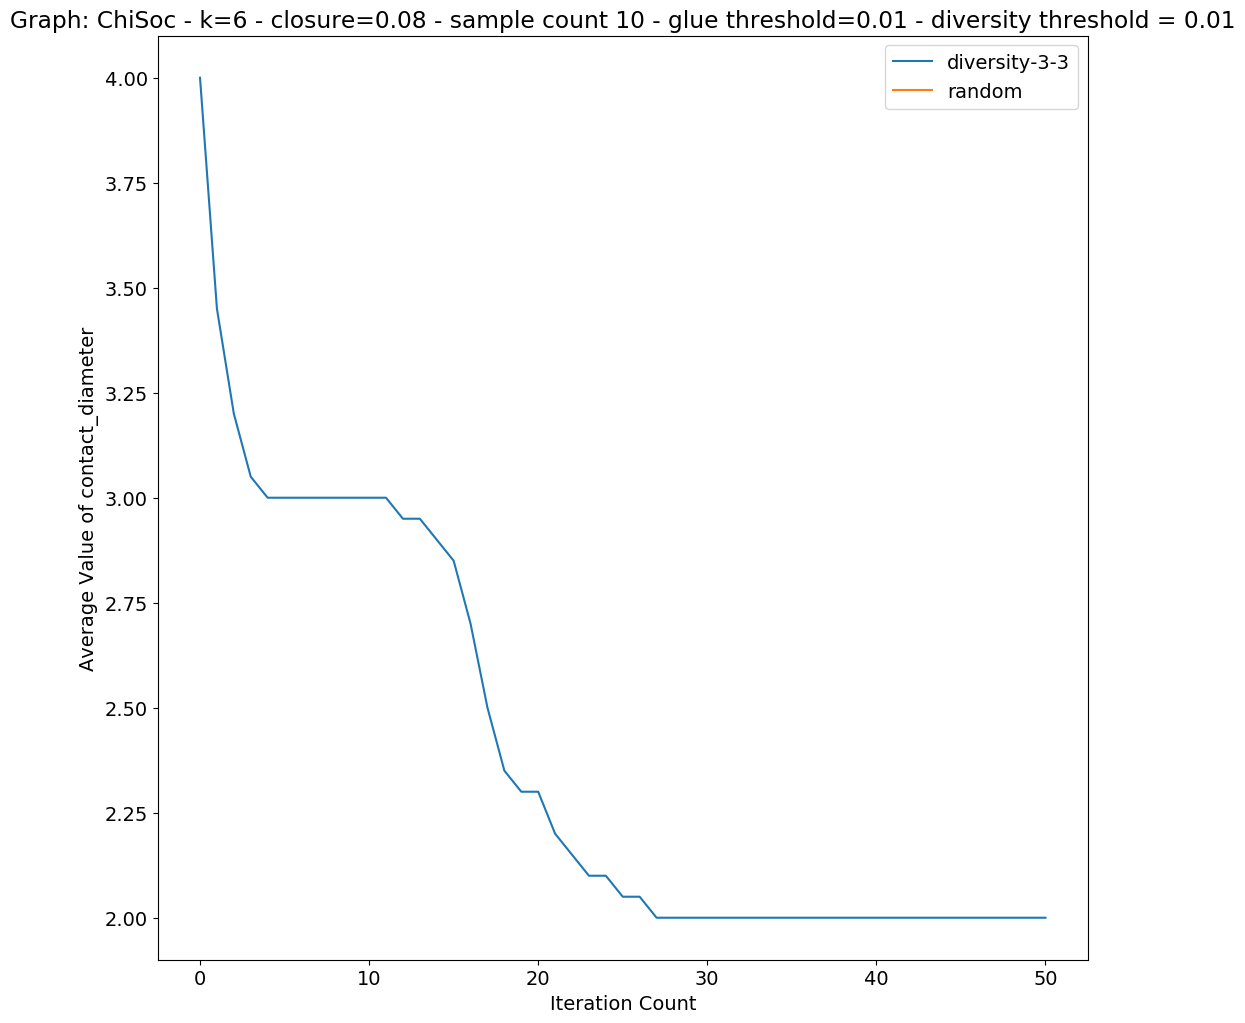 Graph: ChiSoc - k=6 - closure=0.08 - sample count 10 - glue threshold=0.01 - diversity threshold = 0.01
diversity-3-3
random
4.00
3.75
3.50
3.25
3.00
2.75
2.50
2.25
2.00
Average Value of contact_diameter
0 10 20 30 40 50
Iteration Count